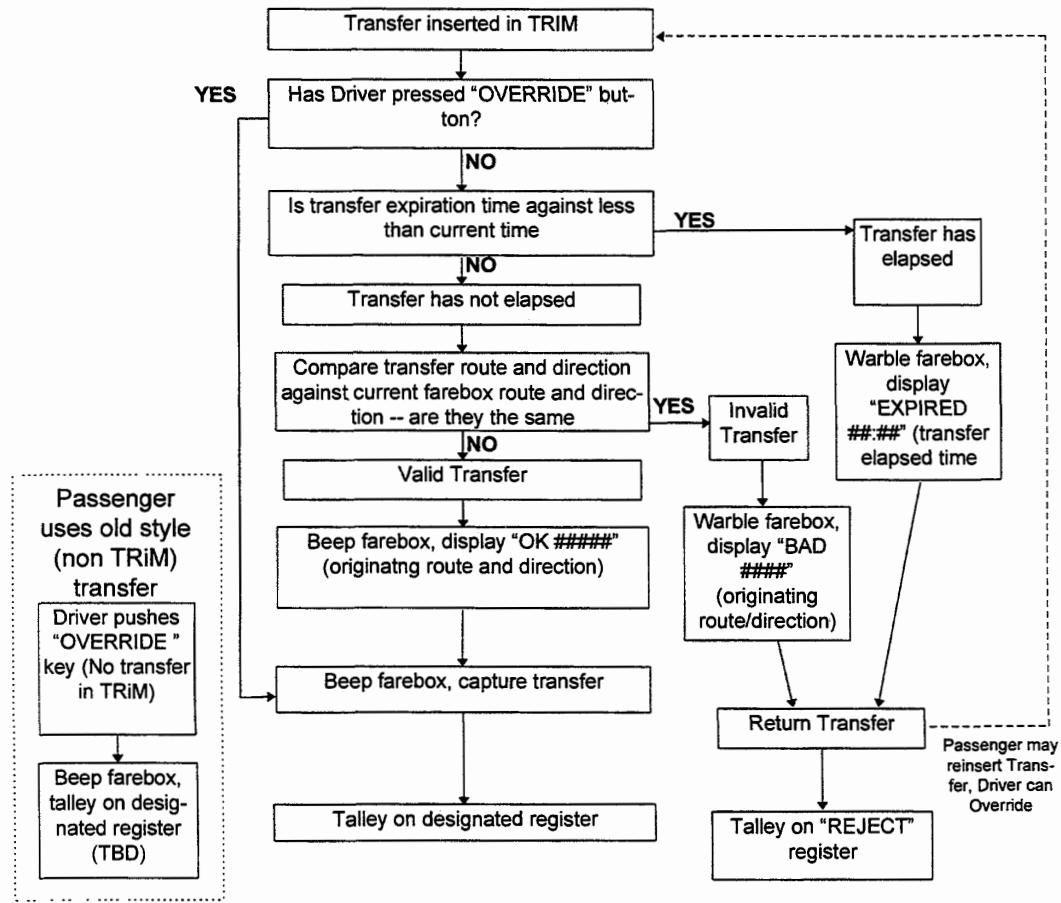 Transfer inserted in TRIM
YES
Has Driver pressed “OVERRIDE” but-
ton?
NO
Is transfer expiration time against less
than current time
YES
Transfer has
elapsed
NO
Transfer has not elapsed
Compare transfer route and direction
against current farebox route and direc-
tion -- are they the same
YES
Invalid
Transfer
Warble farebox,
display
“EXPIRED
##:##” (transfer
elapsed time
NO
Valid Transfer
Beep farebox, display “OK #####”
(originatng route and direction)
Warble farebox,
display “BAD
####”
(originating
route/direction)
Passenger
uses old style
(non TRiM)
transfer
Driver pushes
“OVERRIDE ”
key (No transfer
in TRiM)
Beep farebox,
talley on desig-
nated register
(TBD)
Beep farebox, capture transfer
Return Transfer
Passenger may
reinsert Trans-
fer, Driver can
Override
Talley on designated register
Talley on “REJECT”
register